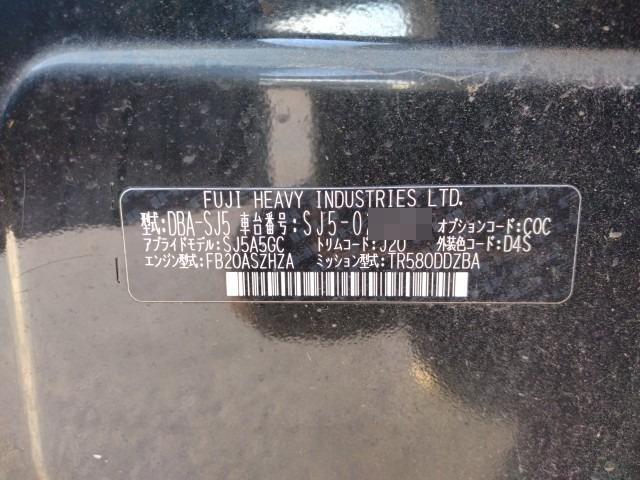 FUJI HEAVY INDUSTRIES LTD.
型式:DBA-SJ5 車台番号:SJ5-0 オプションコード:C0C
アプライドモデル:SJ5A5GC トリムコード:J20 外装色コード:D4S
エンジン型式:FB20ASZHZA ミッション型式:TR580DDZBA